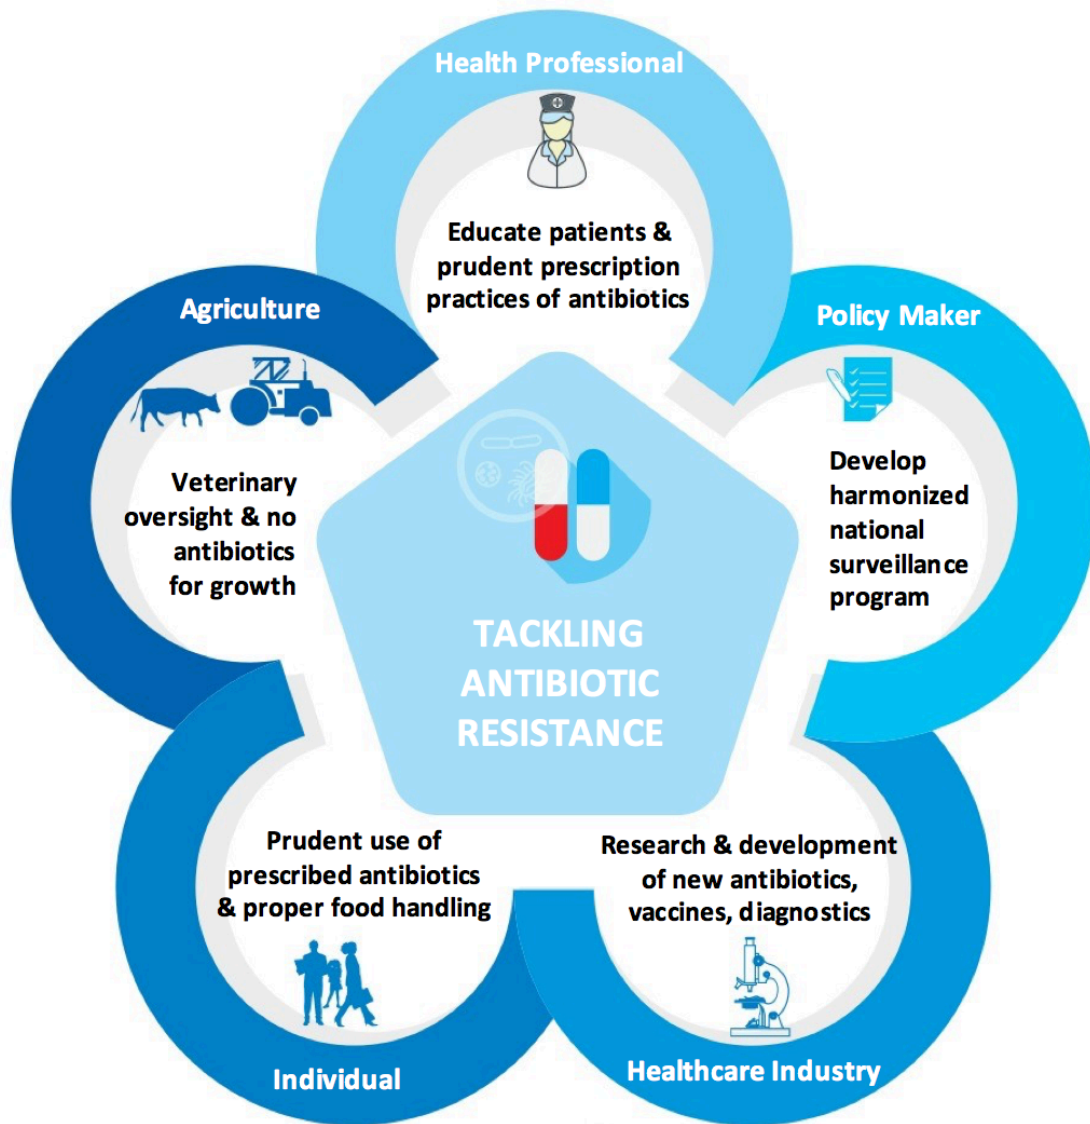 Health Professional
Educate patients &
prudent prescription
practices of antibiotics
Policy Maker
Develop
harmonized
national
surveillance
program
Healthcare Industry
Research & development
of new antibiotics,
vaccines, diagnostics
Individual
Prudent use of
prescribed antibiotics
& proper food handling
Agriculture
Veterinary
oversight & no
antibiotics
for growth
TACKLING
ANTIBIOTIC
RESISTANCE